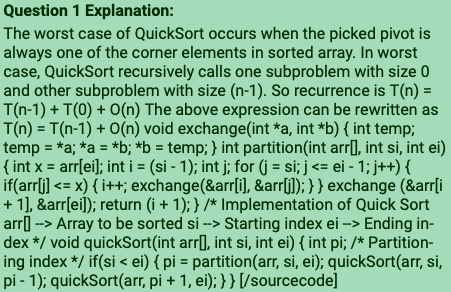 Question 1 Explanation:
The worst case of QuickSort occurs when the picked pivot is
always one of the corner elements in sorted array. In worst
case, QuickSort recursively calls one subproblem with size 0
and other subproblem with size (n-1). So recurrence is T(n) =
T(n-1) + T(0) + O(n) The above expression can be rewritten as
T(n) = T(n-1) + O(n) void exchange(int *a, int *b) { int temp;
temp = *a; *a = *b; *b = temp; } int partition(int arr[], int si, int ei)
{ int x = arr[ei]; int i = (si - 1); int j; for (j = si; j <= ei - 1; j++) {
if(arr[j] <= x) { i++; exchange(&arr[i], &arr[j]); } } exchange (&arr[i
+ 1], &arr[ei]); return (i + 1); } /* Implementation of Quick Sort
arr[] --> Array to be sorted si --> Starting index ei --> Ending in-
dex */ void quickSort(int arr[], int si, int ei) { int pi; /* Partition-
ing index */ if(si < ei) { pi = partition(arr, si, ei); quickSort(arr, si,
pi - 1); quickSort(arr, pi + 1, ei); } } [/sourcecode]